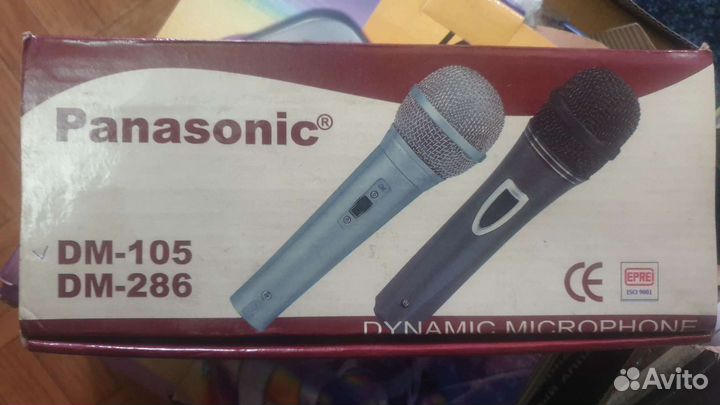 Panasonic®
DM-105
DM-286
CE
EPRE
ISO 9001
DYNAMIC MICROPHONE
Avito